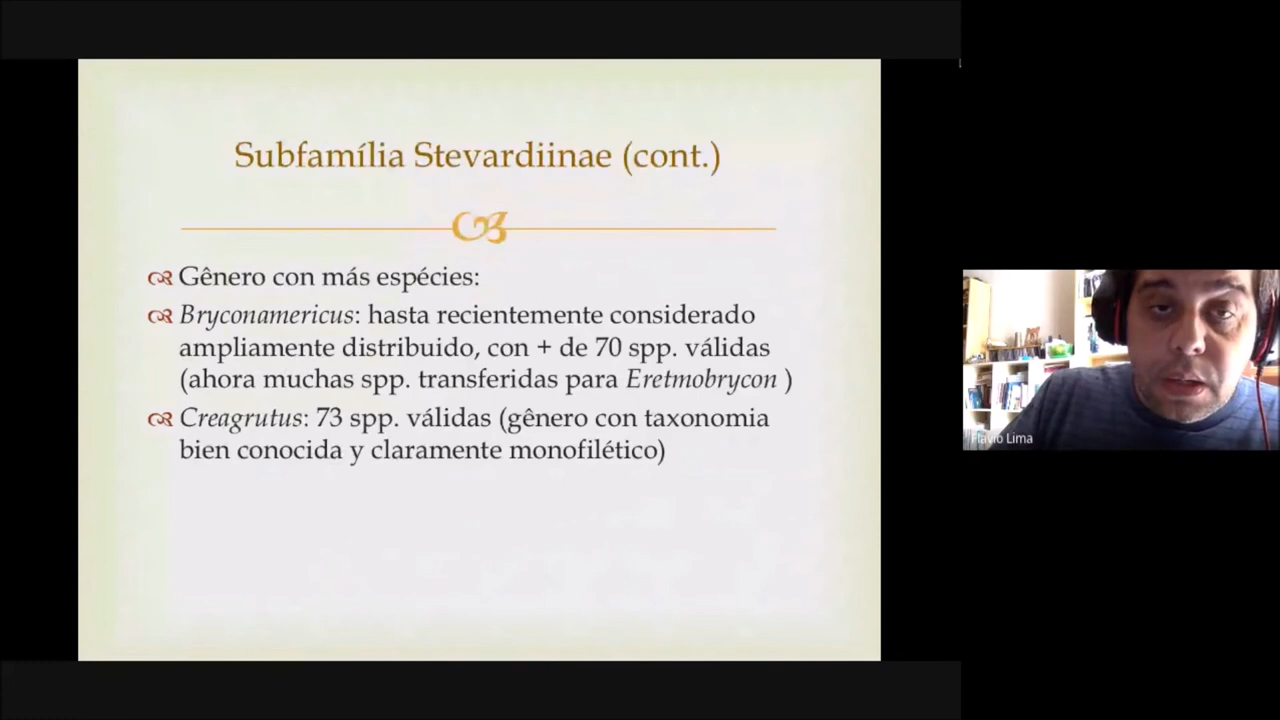 Subfamília Stevardiinae (cont.)
Gênero con más espécies:
Bryconamericus: hasta recientemente considerado
ampliamente distribuido, con + de 70 spp. válidas
(ahora muchas spp. transferidas para Eretmobrycon )
Creagrutus: 73 spp. válidas (gênero con taxonomia
bien conocida y claramente monofilético)
Flávio Lima